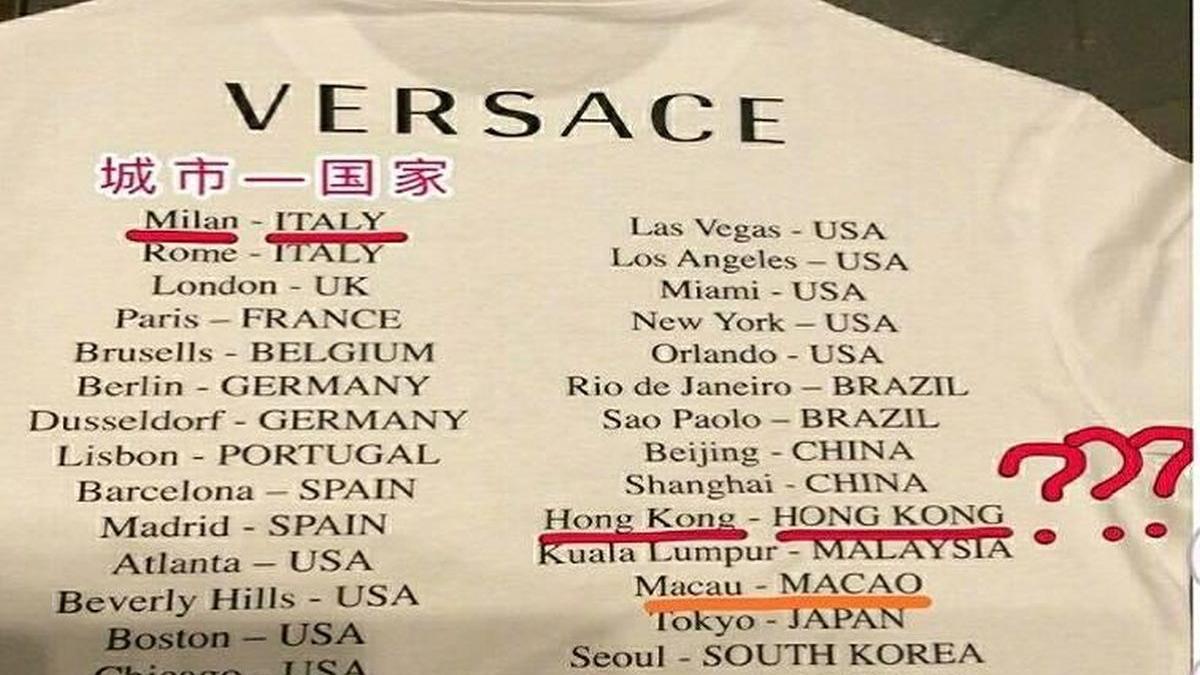 VERSACE
城市—国家
Milan - ITALY
Rome - ITALY
London - UK
Paris – FRANCE
Brusells - BELGIUM
Berlin - GERMANY
Dusseldorf - GERMANY
Lisbon - PORTUGAL
Barcelona – SPAIN
Madrid - SPAIN
Atlanta – USA
Beverly Hills - USA
Boston – USA
Chicago - USA
Las Vegas - USA
Los Angeles – USA
Miami - USA
New York – USA
Orlando - USA
Rio de Janeiro – BRAZIL
Sao Paolo – BRAZIL
Beijing - CHINA
Shanghai - CHINA
Hong Kong - HONG KONG
???
Kuala Lumpur - MALAYSIA
Macau - MACAO
Tokyo - JAPAN
Seoul - SOUTH KOREA